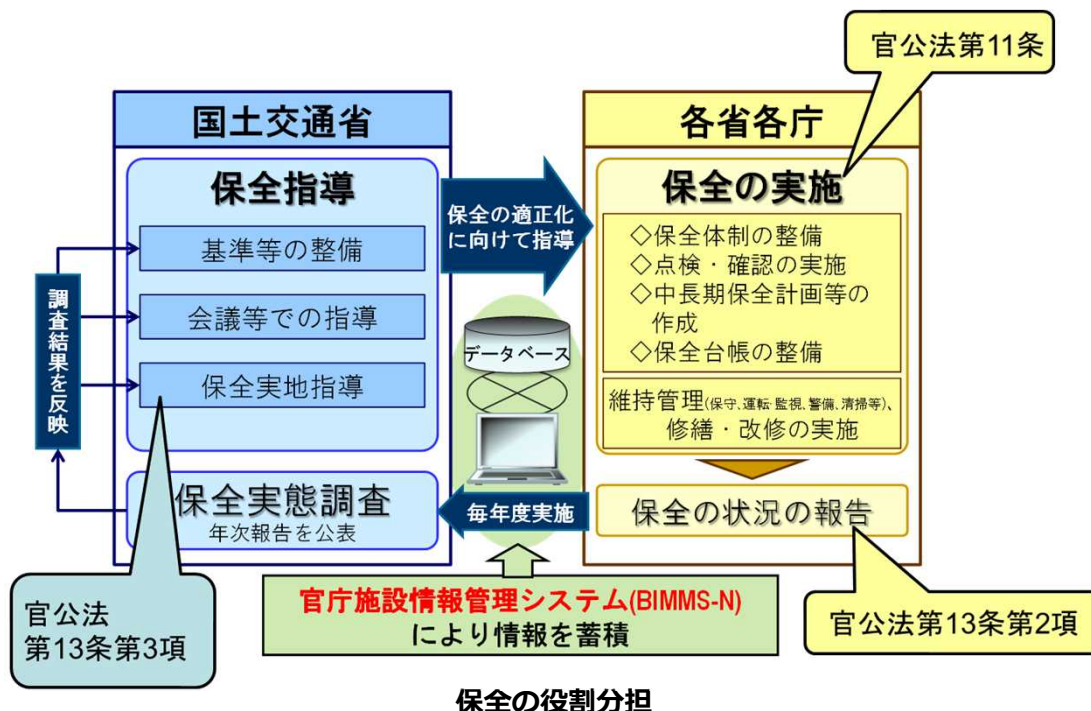 官公法第11条
国土交通省
保全指導
基準等の整備
会議等での指導
保全実地指導
調査結果を反映
保全実態調査
年次報告を公表
官公法
第13条第3項
保全の適正化
に向けて指導
データベース
毎年度実施
官庁施設情報管理システム(BIMMS-N)
により情報を蓄積
各省各庁
保全の実施
◇保全体制の整備
◇点検・確認の実施
◇中長期保全計画等の
作成
◇保全台帳の整備
維持管理(保守、運転・監視、警備、清掃等)、
修繕・改修の実施
保全の状況の報告
官公法第13条第2項
保全の役割分担